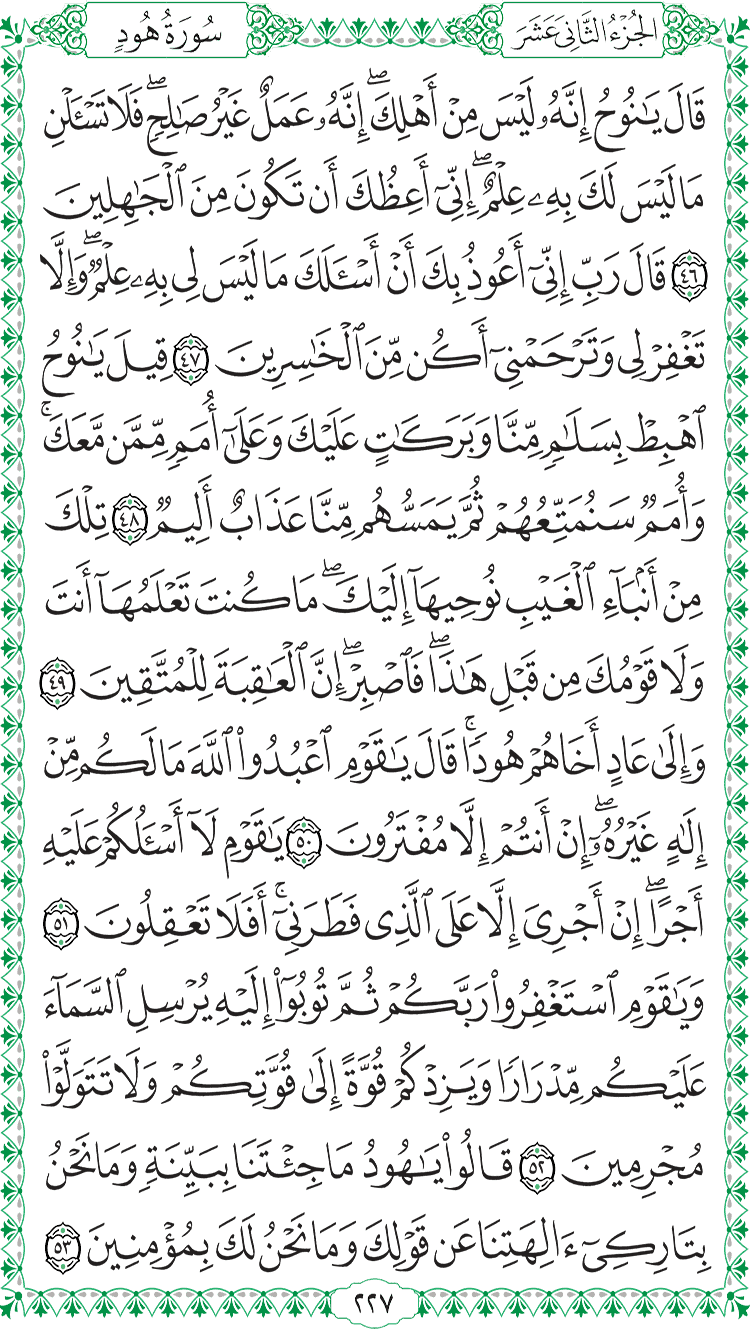 الجُزْءُ الثَّانِي عَشَرَ
سُورَةُ هُودٍ
قَالَ يَٰنُوحُ إِنَّهُۥ لَيْسَ مِنْ أَهْلِكَۖ إِنَّهُۥ عَمَلٌ غَيْرُ صَٰلِحٖۖ فَلَا تَسْـَٔلْنِ
مَا لَيْسَ لَكَ بِهِۦ عِلْمٌۖ إِنِّيٓ أَعِظُكَ أَن تَكُونَ مِنَ ٱلْجَٰهِلِينَ
٤٦ قَالَ رَبِّ إِنِّيٓ أَعُوذُ بِكَ أَنْ أَسْـَٔلَكَ مَا لَيْسَ لِي بِهِۦ عِلْمٞۖ وَإِلَّا
تَغْفِرْ لِي وَتَرْحَمْنِيٓ أَكُن مِّنَ ٱلْخَٰسِرِينَ ٤٧ قِيلَ يَٰنُوحُ
ٱهْبِطْ بِسَلَٰمٖ مِّنَّا وَبَرَكَٰتٍ عَلَيْكَ وَعَلَىٰٓ أُمَمٖ مِّمَّن مَّعَكَۚ
وَأُمَمٞ سَنُمَتِّعُهُمْ ثُمَّ يَمَسُّهُم مِّنَّا عَذَابٌ أَلِيمٞ ٤٨ تِلْكَ
مِنْ أَنۢبَآءِ ٱلْغَيْبِ نُوحِيهَآ إِلَيْكَۖ مَا كُنتَ تَعْلَمُهَآ أَنتَ
وَلَا قَوْمُكَ مِن قَبْلِ هَٰذَاۖ فَٱصْبِرْۖ إِنَّ ٱلْعَٰقِبَةَ لِلْمُتَّقِينَ ٤٩
وَإِلَىٰ عَادٍ أَخَاهُمْ هُودٗاۚ قَالَ يَٰقَوْمِ ٱعْبُدُوا۟ ٱللَّهَ مَا لَكُم مِّنْ
إِلَٰهٍ غَيْرُهُۥٓۖ إِنْ أَنتُمْ إِلَّا مُفْتَرُونَ ٥٠ يَٰقَوْمِ لَآ أَسْـَٔلُكُمْ عَلَيْهِ
أَجْرًاۖ إِنْ أَجْرِيَ إِلَّا عَلَى ٱلَّذِي فَطَرَنِيٓۚ أَفَلَا تَعْقِلُونَ ٥١
وَيَٰقَوْمِ ٱسْتَغْفِرُوا۟ رَبَّكُمْ ثُمَّ تُوبُوٓا۟ إِلَيْهِ يُرْسِلِ ٱلسَّمَآءَ
عَلَيْكُم مِّدْرَارٗا وَيَزِدْكُمْ قُوَّةً إِلَىٰ قُوَّتِكُمْ وَلَا تَتَوَلَّوْا۟
مُجْرِمِينَ ٥٢ قَالُوا۟ يَٰهُودُ مَا جِئْتَنَا بِبَيِّنَةٖ وَمَا نَحْنُ
بِتَارِكِيٓ ءَالِهَتِنَا عَن قَوْلِكَ وَمَا نَحْنُ لَكَ بِمُؤْمِنِينَ ٥٣
٢٢٧